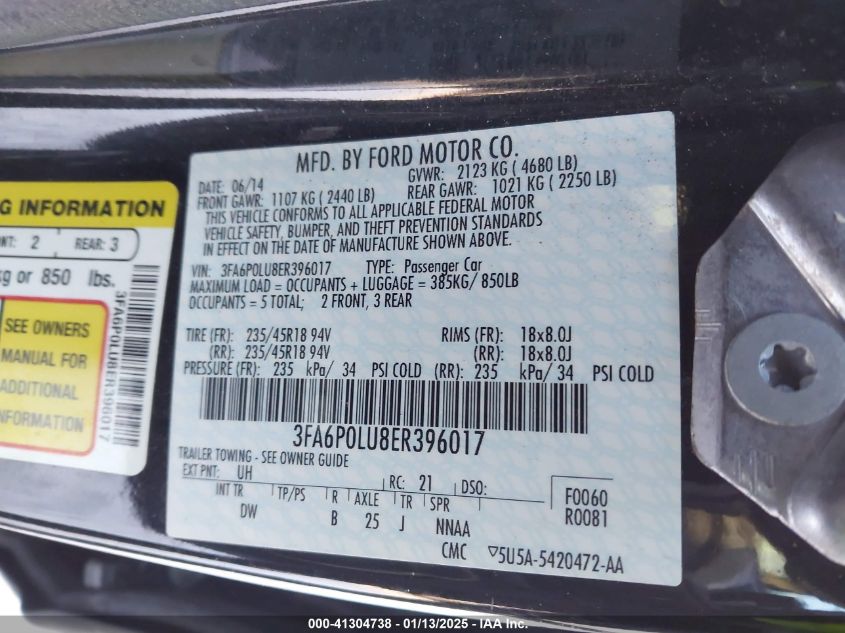 MFD. BY FORD MOTOR CO.
DATE: 06/14 GVWR: 2123 KG ( 4680 LB)
FRONT GAWR: 1107 KG ( 2440 LB) REAR GAWR: 1021 KG ( 2250 LB)
THIS VEHICLE CONFORMS TO ALL APPLICABLE FEDERAL MOTOR
VEHICLE SAFETY, BUMPER, AND THEFT PREVENTION STANDARDS
IN EFFECT ON THE DATE OF MANUFACTURE SHOWN ABOVE.
VIN: 3FA6P0LU8ER396017 TYPE: Passenger Car
MAXIMUM LOAD = OCCUPANTS + LUGGAGE = 385KG/ 850LB
OCCUPANTS = 5 TOTAL; 2 FRONT, 3 REAR
TIRE (FR): 235/45R18 94V RIMS (FR): 18x8.0J
(RR): 235/45R18 94V (RR): 18x8.0J
PRESSURE (FR): 235 kPa/ 34 PSI COLD (RR): 235 kPa/ 34 PSI COLD
3FA6P0LU8ER396017
TRAILER TOWING - SEE OWNER GUIDE
EXT PNT: UH RC: 21 DSO: F0060
INT TR TP/PS R AXLE TR SPR R0081
DW B 25 J NNAA
CMC ▽5U5A-5420472-AA
G INFORMATION
NT: 2 REAR: 3
kg or 850 lbs.
SEE OWNERS
MANUAL FOR
ADDITIONAL
INFORMATION
3FA6P0LU8ER396017
000-41304738 - 01/13/2025 - IAA Inc.